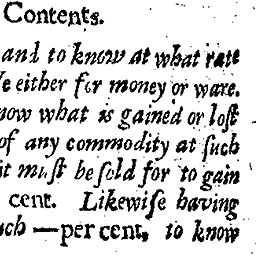 Contents.
and to know at what rate
either for money or ware.
now what is gained or loſt
of any commodity at ſuch
it muſt be ſold for to gain
cent. Likewiſe having
uch —per cent, to know